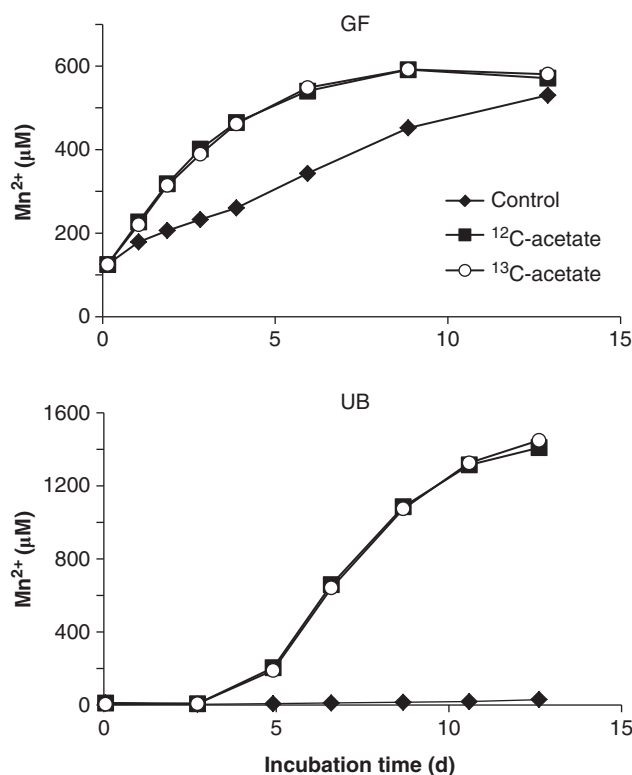 GF
600
400
200
0
Mn²⁺ (µM)
Control
¹²C-acetate
¹³C-acetate
0
5
10
15
UB
1600
1200
800
400
0
Mn²⁺ (µM)
0
5
10
15
Incubation time (d)